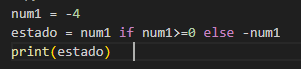 num1 = -4
estado = num1 if num1>=0 else -num1
print(estado)